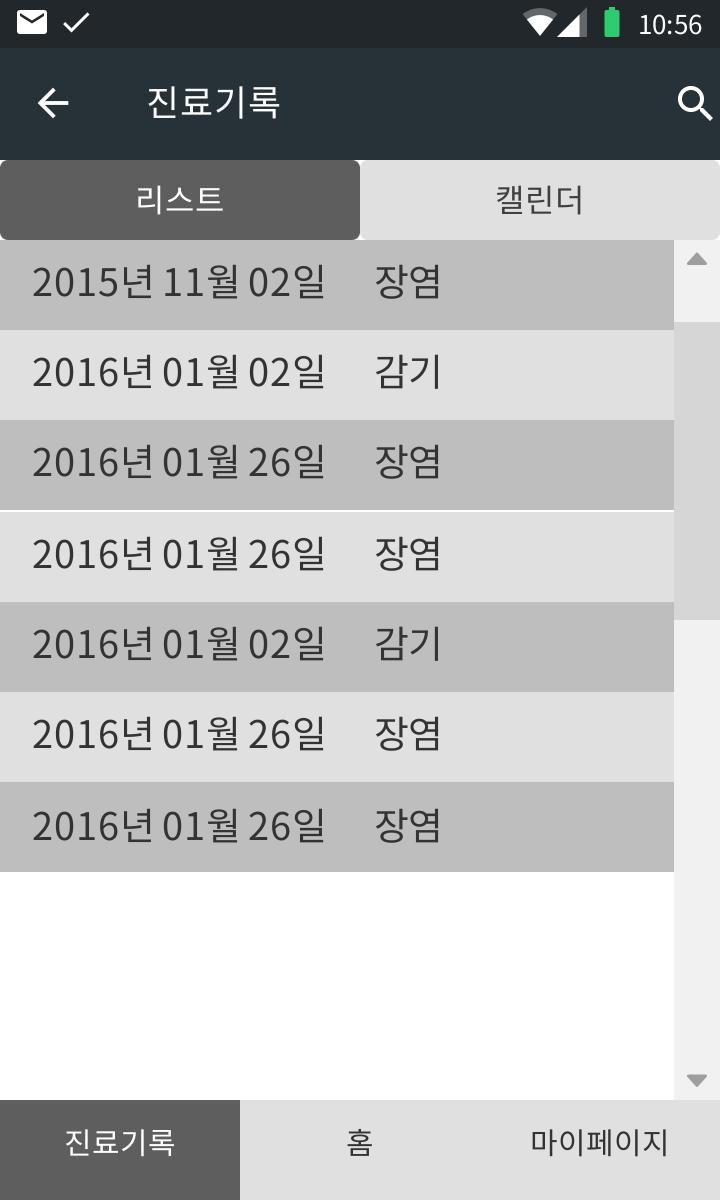 10:56
진료기록
리스트 캘린더
2015년 11월 02일 장염
2016년 01월 02일 감기
2016년 01월 26일 장염
2016년 01월 26일 장염
2016년 01월 02일 감기
2016년 01월 26일 장염
2016년 01월 26일 장염
진료기록 홈 마이페이지